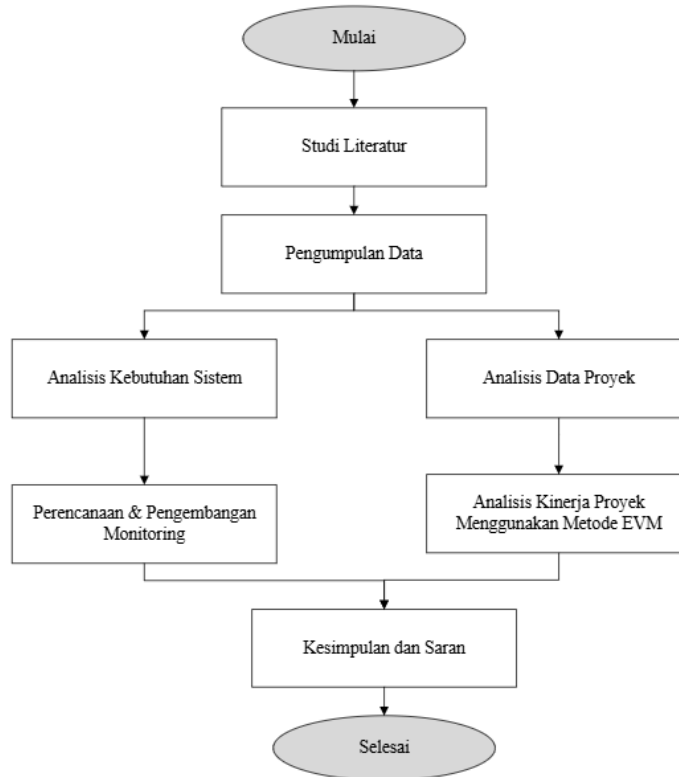 Mulai
Studi Literatur
Pengumpulan Data
Analisis Kebutuhan Sistem
Analisis Data Proyek
Perencanaan & Pengembangan
Monitoring
Analisis Kinerja Proyek
Menggunakan Metode EVM
Kesimpulan dan Saran
Selesai